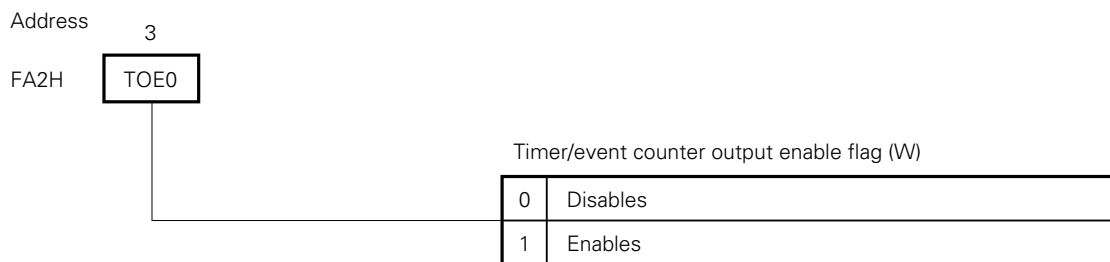 Address
3
FA2H TOE0
Timer/event counter output enable flag (W)
0 Disables
1 Enables